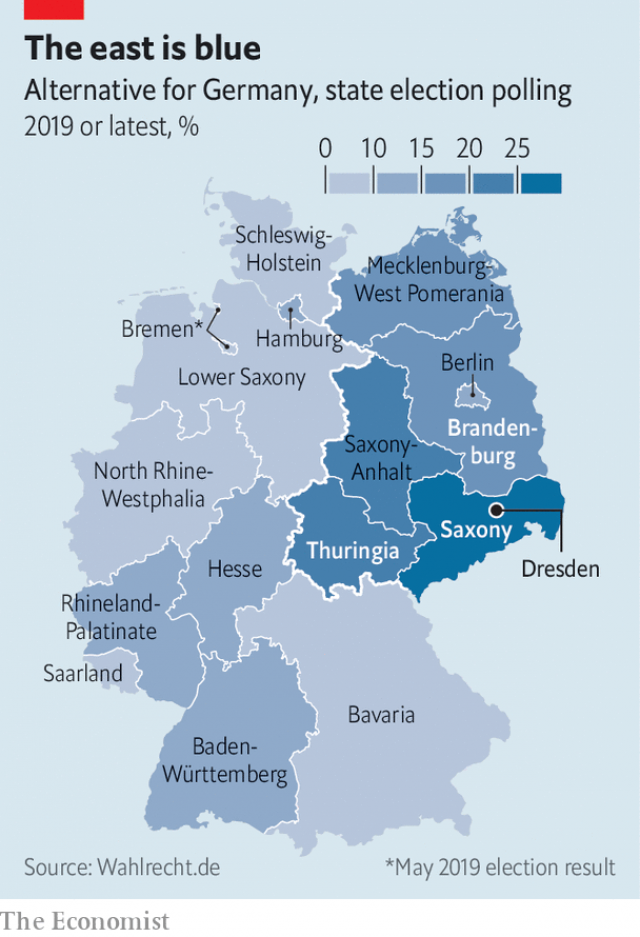 The east is blue
Alternative for Germany, state election polling
2019 or latest, %
0 10 15 20 25
Schleswig-
Holstein
Mecklenburg-
West Pomerania
Bremen*
Hamburg
Lower Saxony
Berlin
Branden-
burg
Saxony-
Anhalt
North Rhine-
Westphalia
Saxony
Thuringia
Hesse
Dresden
Rhineland-
Palatinate
Saarland
Bavaria
Baden-
Württemberg
Source: Wahlrecht.de
*May 2019 election result
The Economist